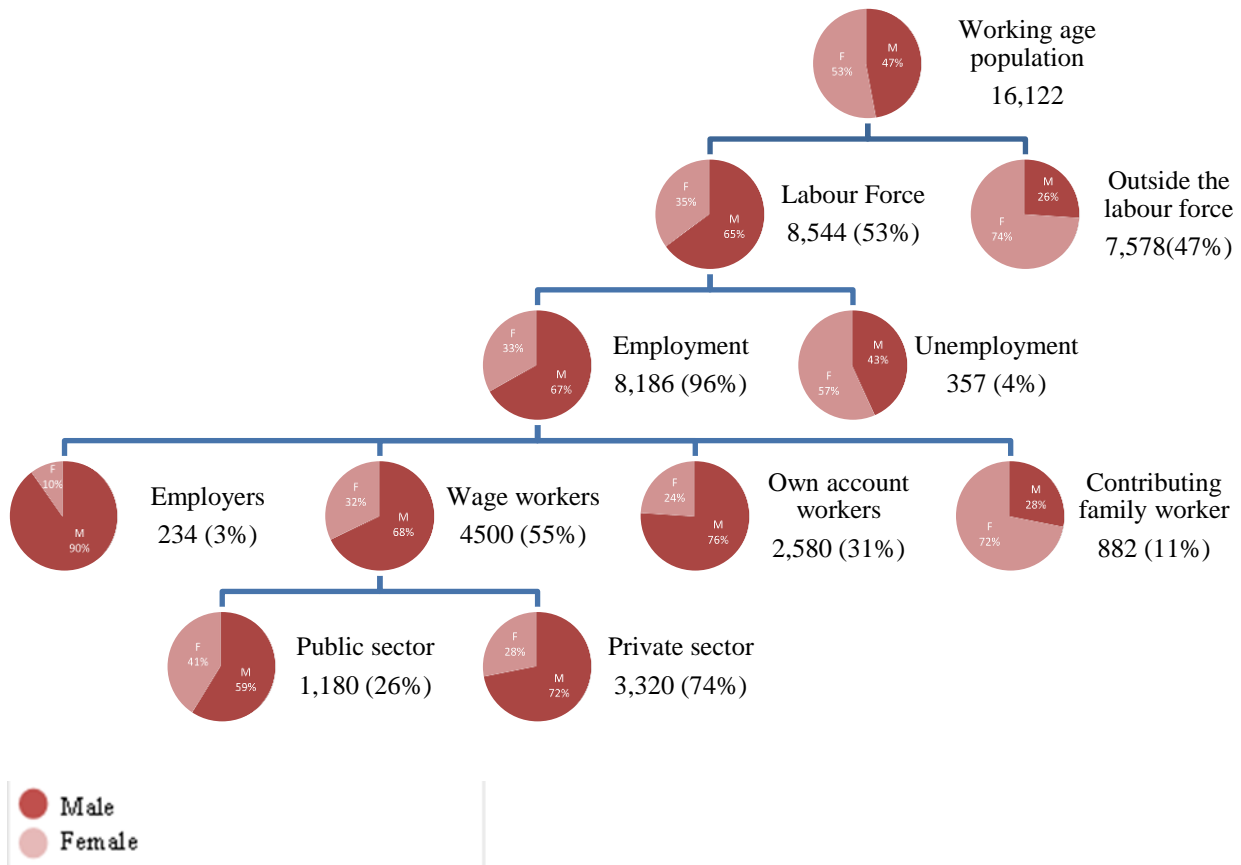 Working age
population
16,122
F
53%
M
47%
Labour Force
8,544 (53%)
F
35%
M
65%
Outside the
labour force
7,578(47%)
M
26%
F
74%
Employment
8,186 (96%)
F
33%
M
67%
Unemployment
357 (4%)
M
43%
F
57%
Employers
234 (3%)
F
10%
M
90%
Wage workers
4500 (55%)
F
32%
M
68%
Own account
workers
2,580 (31%)
F
24%
M
76%
Contributing
family worker
882 (11%)
M
28%
F
72%
Public sector
1,180 (26%)
F
41%
M
59%
Private sector
3,320 (74%)
F
28%
M
72%
Male
Female